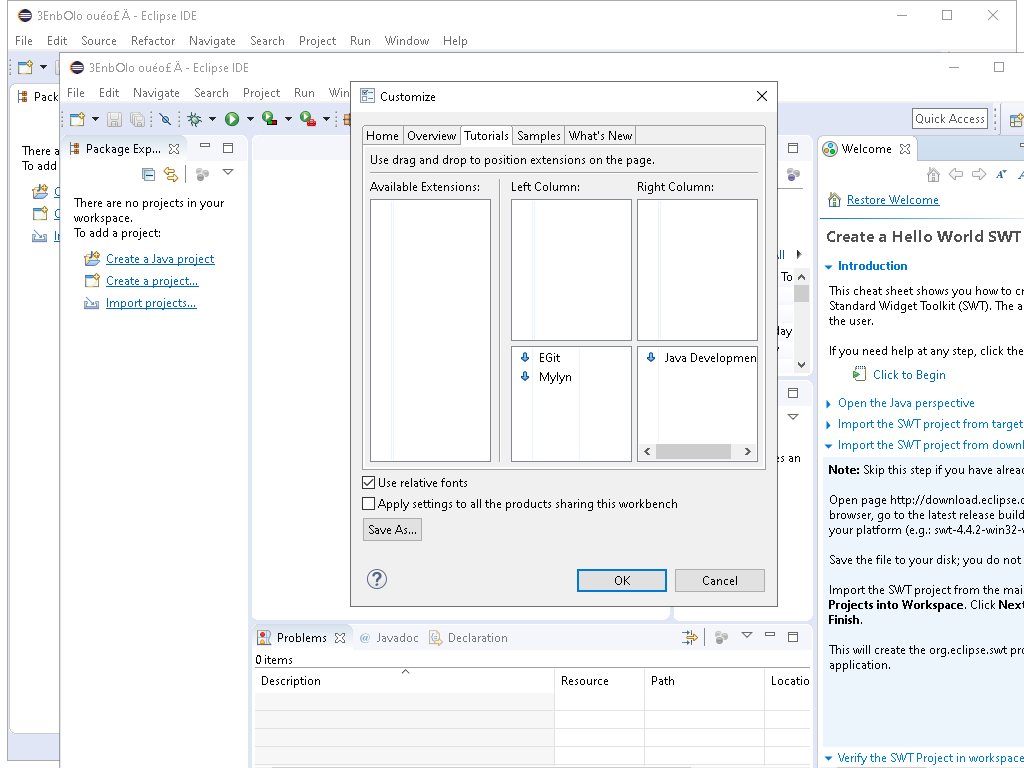 3EnbOlo ouéo£ Ä - Eclipse IDE
File Edit Source Refactor Navigate Search Project Run Window Help
3EnbOlo ouéo£ Ä - Eclipse IDE
File Edit Navigate Search Project Run Win
Quick Access
Pack
There a
To add
Package Exp...
There are no projects in your
workspace.
To add a project:
Create a Java project
Create a project...
Import projects...
Customize
Home Overview Tutorials Samples What's New
Use drag and drop to position extensions on the page.
Available Extensions: Left Column: Right Column:
EGit
Mylyn
Java Developmen
Use relative fonts
Apply settings to all the products sharing this workbench
Save As...
OK Cancel
To
day
s an
Problems Javadoc Declaration
0 items
Description Resource Path Locatio
Welcome
Restore Welcome
Create a Hello World SWT
Introduction
This cheat sheet shows you how to cr
Standard Widget Toolkit (SWT). The a
the user.
If you need help at any step, click the
Click to Begin
Open the Java perspective
Import the SWT project from target
Import the SWT project from downl
Note: Skip this step if you have alread
Open page http://download.eclipse.o
browser, go to the latest release build
your platform (e.g.: swt-4.4.2-win32-w
Save the file to your disk; you do not
Import the SWT project from the mai
Projects into Workspace. Click Next
Finish.
This will create the org.eclipse.swt pro
application.
Verify the SWT Project in workspace